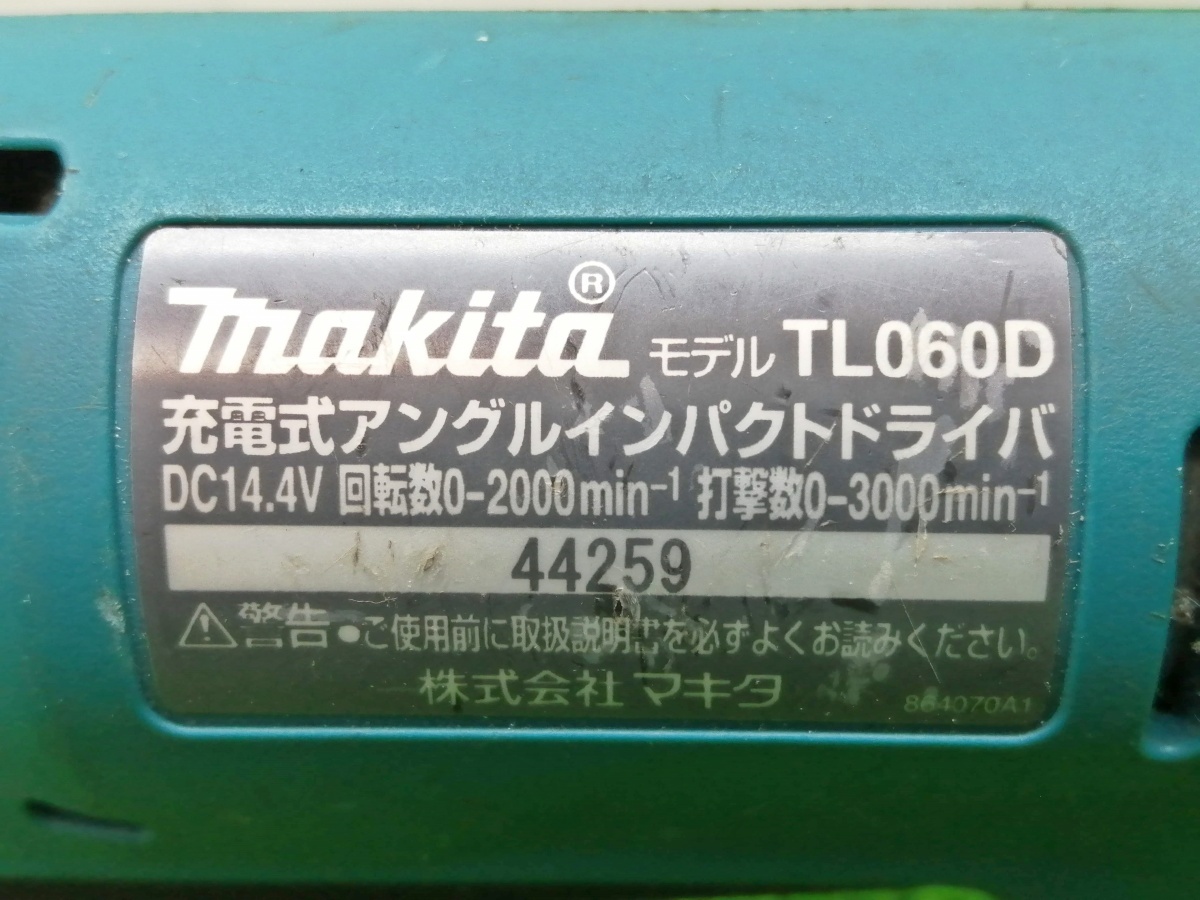 makita® モデル TL060D
充電式アングルインパクトドライバ
DC14.4V 回転数0-2000min⁻¹ 打撃数0-3000min⁻¹
44259
⚠警告 ●ご使用前に取扱説明書を必ずよくお読みください。
株式会社マキタ 864070A1